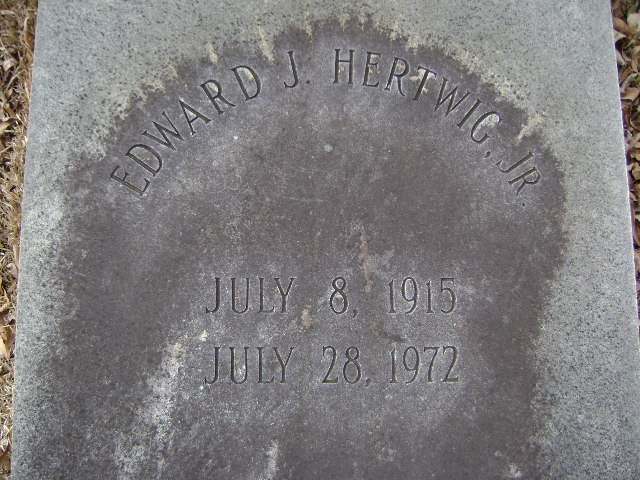 EDWARD J. HERTWIG, JR.
JULY 8, 1915
JULY 28, 1972